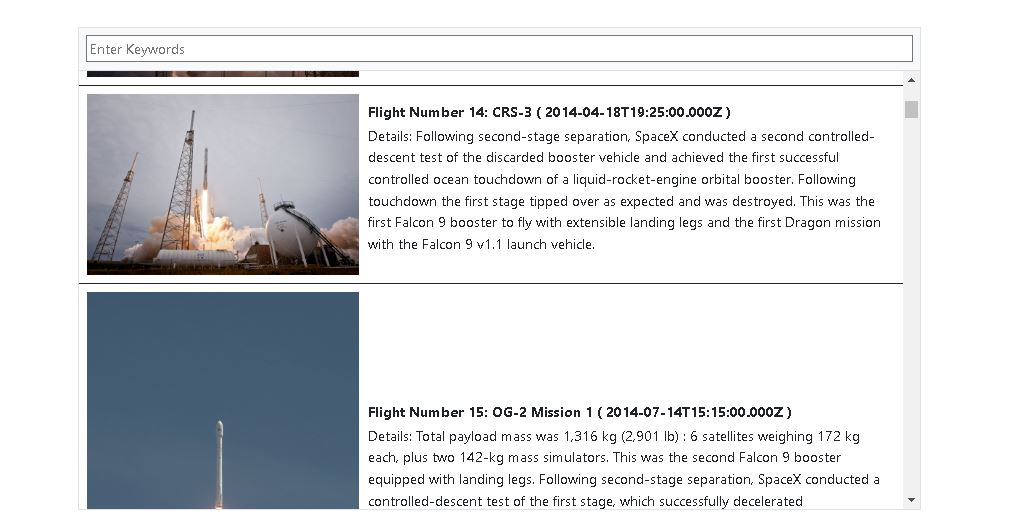 Enter Keywords
Flight Number 14: CRS-3 ( 2014-04-18T19:25:00.000Z )
Details: Following second-stage separation, SpaceX conducted a second controlled-
descent test of the discarded booster vehicle and achieved the first successful
controlled ocean touchdown of a liquid-rocket-engine orbital booster. Following
touchdown the first stage tipped over as expected and was destroyed. This was the
first Falcon 9 booster to fly with extensible landing legs and the first Dragon mission
with the Falcon 9 v1.1 launch vehicle.
Flight Number 15: OG-2 Mission 1 ( 2014-07-14T15:15:00.000Z )
Details: Total payload mass was 1,316 kg (2,901 lb) : 6 satellites weighing 172 kg
each, plus two 142-kg mass simulators. This was the second Falcon 9 booster
equipped with landing legs. Following second-stage separation, SpaceX conducted a
controlled-descent test of the first stage, which successfully decelerated